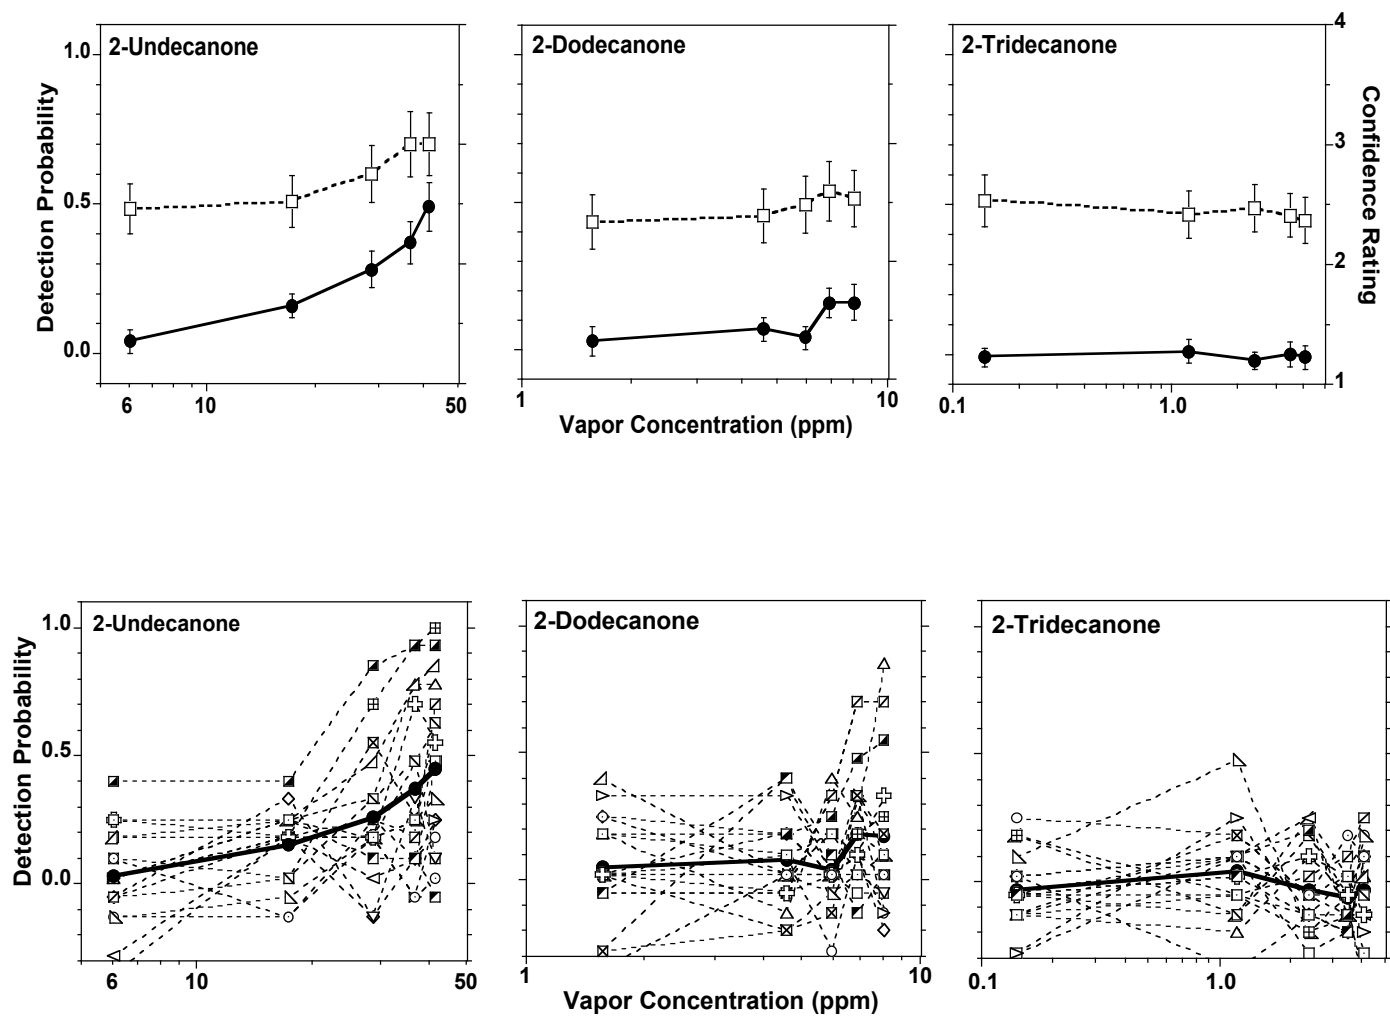 2-Undecanone
2-Dodecanone
2-Tridecanone
Detection Probability
1.0
0.5
0.0
6
10
50
1
10
0.1
1.0
4
3
2
1
Confidence Rating
Vapor Concentration (ppm)
2-Undecanone
2-Dodecanone
2-Tridecanone
Detection Probability
1.0
0.5
0.0
6
10
50
1
10
0.1
1.0
Vapor Concentration (ppm)